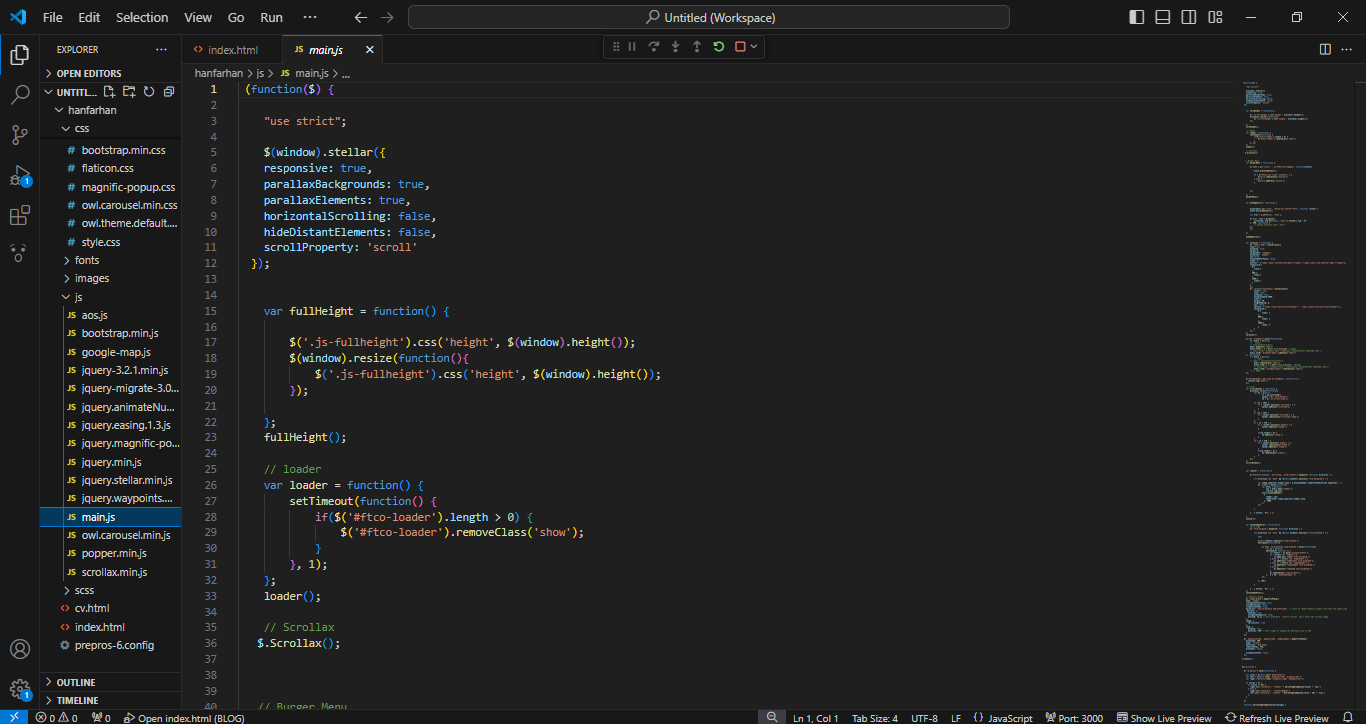 File Edit Selection View Go Run ··· Untitled (Workspace)
EXPLORER ···
OPEN EDITORS
UNTITL...
hanfarhan
css
# bootstrap.min.css
# flaticon.css
# magnific-popup.css
# owl.carousel.min.css
# owl.theme.default....
# style.css
fonts
images
js
JS aos.js
JS bootstrap.min.js
JS google-map.js
JS jquery-3.2.1.min.js
JS jquery-migrate-3.0...
JS jquery.animateNu...
JS jquery.easing.1.3.js
JS jquery.magnific-po...
JS jquery.min.js
JS jquery.stellar.min.js
JS jquery.waypoints....
JS main.js
JS owl.carousel.min.js
JS popper.min.js
JS scrollax.min.js
scss
<> cv.html
<> index.html
prepros-6.config
OUTLINE
TIMELINE
1
1
<> index.html JS main.js
hanfarhan > js > JS main.js > ...
1 (function($) {
2
3 "use strict";
4
5 $(window).stellar({
6 responsive: true,
7 parallaxBackgrounds: true,
8 parallaxElements: true,
9 horizontalScrolling: false,
10 hideDistantElements: false,
11 scrollProperty: 'scroll'
12 });
13
14
15 var fullHeight = function() {
16
17 $('.js-fullheight').css('height', $(window).height());
18 $(window).resize(function(){
19 $('.js-fullheight').css('height', $(window).height());
20 });
21
22 };
23 fullHeight();
24
25 // loader
26 var loader = function() {
27 setTimeout(function() {
28 if($('#ftco-loader').length > 0) {
29 $('#ftco-loader').removeClass('show');
30 }
31 }, 1);
32 };
33 loader();
34
35 // Scrollax
36 $.Scrollax();
37
38
39
40 // Burger Menu
0 0 0 Open index.html (BLOG) Ln 1, Col 1 Tab Size: 4 UTF-8 LF {} JavaScript Port: 3000 Show Live Preview Refresh Live Preview